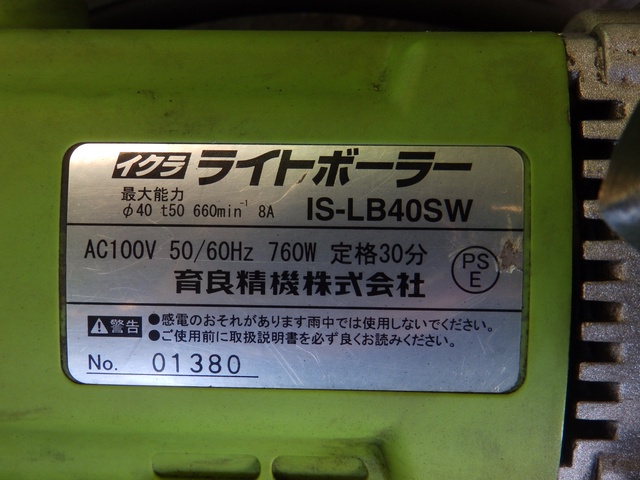 イクラ ライトボーラー
最大能力
φ40 t50 660min⁻¹ 8A IS-LB40SW
AC100V 50/60Hz 760W 定格30分
育良精機株式会社
PS
E
警告 ●感電のおそれがあります雨中では使用しないでください。
●ご使用前に取扱説明書を必ず良くお読みください。
No. 01380